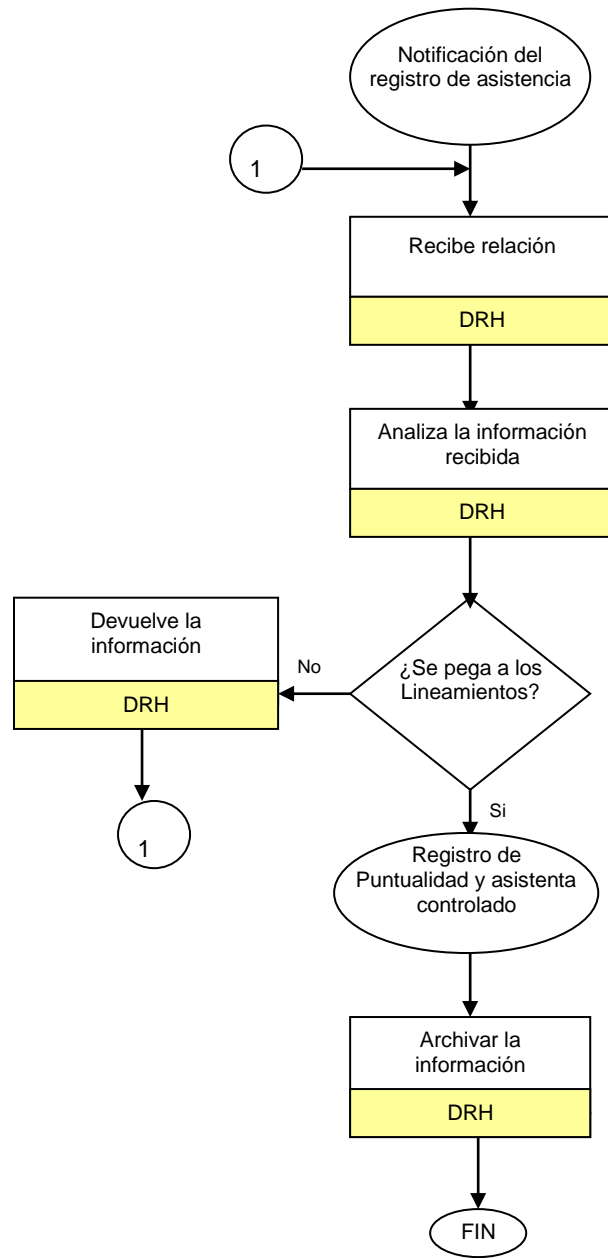 Notificación del
registro de asistencia
1
Recibe relación
DRH
Analiza la información
recibida
DRH
¿Se pega a los
Lineamientos?
No
Devuelve la
información
DRH
1
Si
Registro de
Puntualidad y asistenta
controlado
Archivar la
información
DRH
FIN